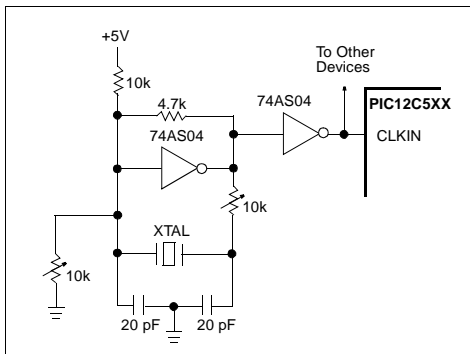 +5V
To Other
Devices
10k
4.7k
74AS04
PIC12C5XX
74AS04
CLKIN
10k
XTAL
10k
20 pF
20 pF